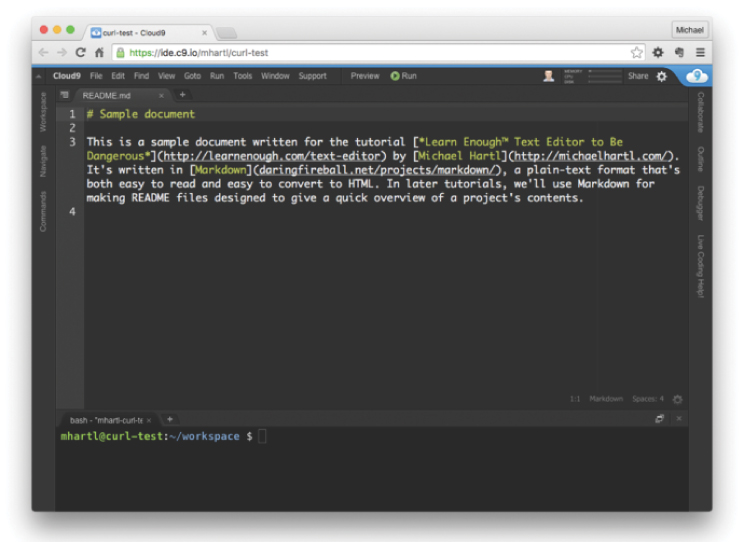 curl-test - Cloud9
Michael
https://ide.c9.io/mhartl/curl-test
Cloud9 File Edit Find View Goto Run Tools Window Support Preview Run MEMORY CPU DISK Share
README.md
Workspace
Navigate
Commands
1 # Sample document
2
3 This is a sample document written for the tutorial [*Learn Enough™ Text Editor to Be
Dangerous*](http://learnenough.com/text-editor) by [Michael Hartl](http://michaelhartl.com/).
It's written in [Markdown](daringfireball.net/projects/markdown/), a plain-text format that's
both easy to read and easy to convert to HTML. In later tutorials, we'll use Markdown for
making README files designed to give a quick overview of a project's contents.
4
Collaborate
Outline
Debugger
Live Coding Help!
1:1 Markdown Spaces: 4
bash - "mhartl-curl-te
mhartl@curl-test:~/workspace $